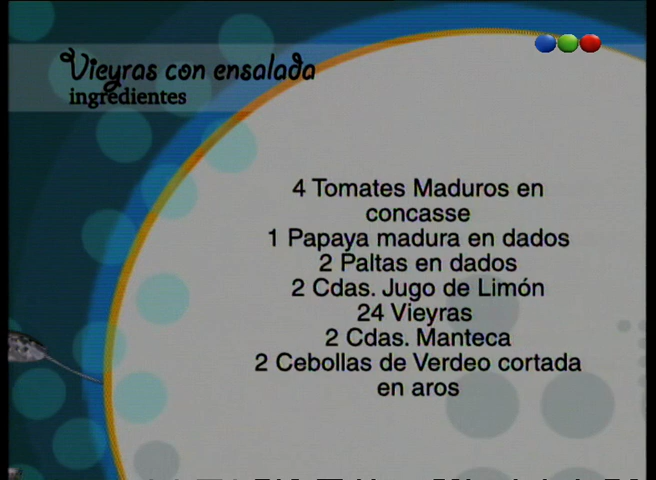 Vieyras con ensalada
ingredientes
4 Tomates Maduros en
concasse
1 Papaya madura en dados
2 Paltas en dados
2 Cdas. Jugo de Limón
24 Vieyras
2 Cdas. Manteca
2 Cebollas de Verdeo cortada
en aros